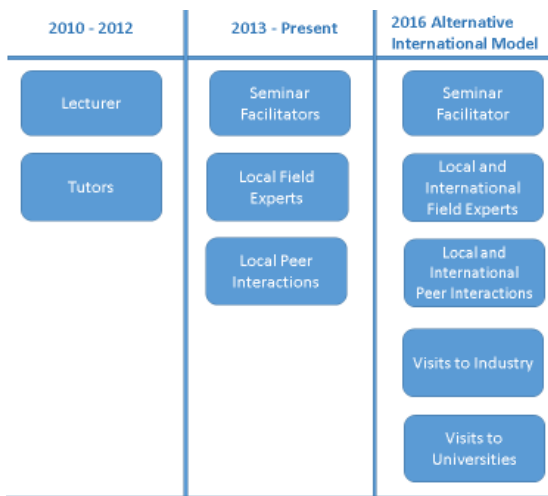 2010 - 2012
2013 - Present
2016 Alternative
International Model
Lecturer
Tutors
Seminar
Facilitators
Local Field
Experts
Local Peer
Interactions
Seminar
Facilitator
Local and
International
Field Experts
Local and
International
Peer Interactions
Visits to Industry
Visits to
Universities